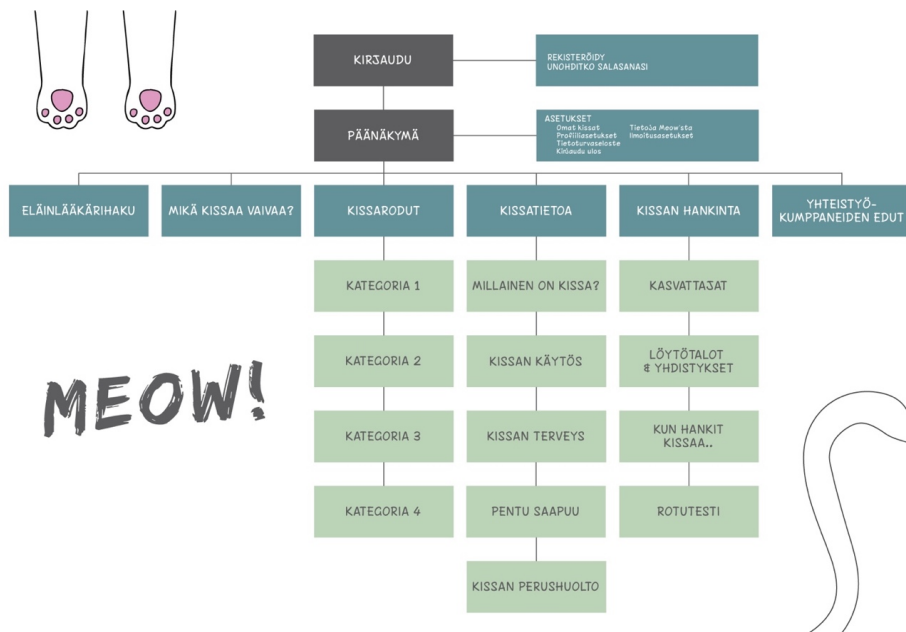 KIRJAUDU
REKISTERÖIDY
UNOHDITKO SALASANASI
PÄÄNÄKYMÄ
ASETUKSET
Omat kissat Tietoja Meow'sta
Profiiliasetukset Ilmoitusasetukset
Tietoturvaseloste
Kirjaudu ulos
ELÄINLÄÄKÄRIHAKU
MIKÄ KISSAA VAIVAA?
KISSARODUT
KISSATIETOA
KISSAN HANKINTA
YHTEISTYÖ-
KUMPPANEIDEN EDUT
KATEGORIA 1
MILLAINEN ON KISSA?
KASVATTAJAT
KATEGORIA 2
KISSAN KÄYTÖS
LÖYTÖTALOT
& YHDISTYKSET
MEOW!
KATEGORIA 3
KISSAN TERVEYS
KUN HANKIT
KISSAA..
KATEGORIA 4
PENTU SAAPUU
ROTUTESTI
KISSAN PERUSHUOLTO